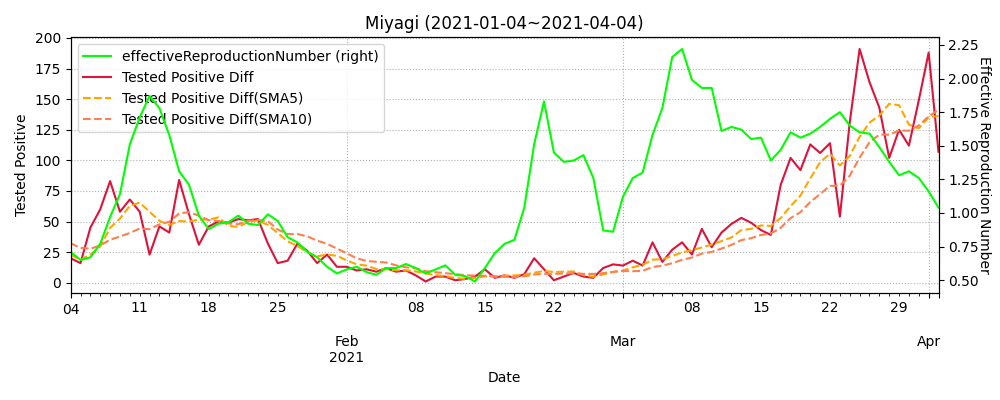 Miyagi (2021-01-04~2021-04-04)
effectiveReproductionNumber (right)
Tested Positive Diff
Tested Positive Diff(SMA5)
Tested Positive Diff(SMA10)
Tested Positive
200
175
150
125
100
75
50
25
0
2.25
2.00
1.75
1.50
1.25
1.00
0.75
0.50
Effective Reproduction Number
04 11 18 25 08 15 22 08 15 22 29
Feb Mar Apr
2021
Date